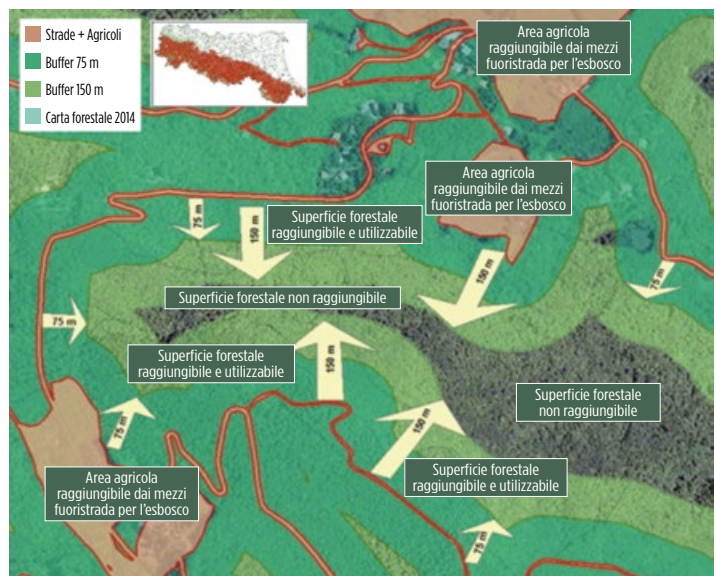 Strade + Agricoli
Buffer 75 m
Buffer 150 m
Carta forestale 2014
Area agricola
raggiungibile dai mezzi
fuoristrada per l'esbosco
Area agricola
raggiungibile dai mezzi
fuoristrada per l'esbosco
75 m
150 m
Superficie forestale
raggiungibile e utilizzabile
150 m
75 m
Superficie forestale non raggiungibile
75 m
Superficie forestale
raggiungibile e utilizzabile
150 m
Superficie forestale
non raggiungibile
150 m
75 m
Superficie forestale
raggiungibile e utilizzabile
Area agricola
raggiungibile dai mezzi
fuoristrada per l'esbosco
75 m